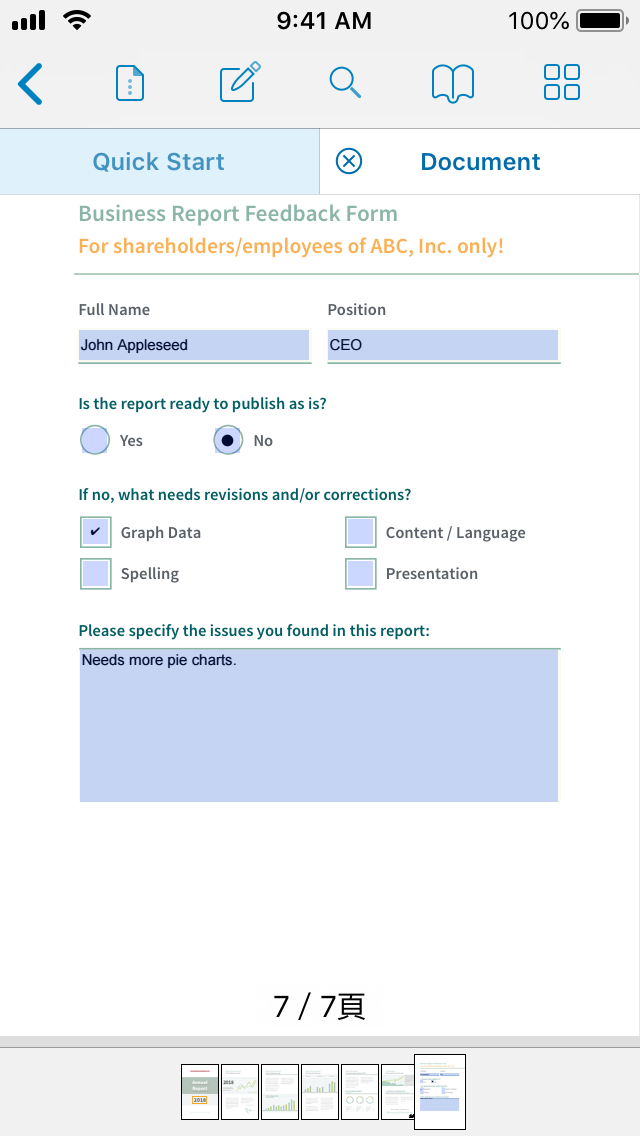 9:41 AM 100%
Quick Start Document
Business Report Feedback Form
For shareholders/employees of ABC, Inc. only!
Full Name Position
John Appleseed CEO
Is the report ready to publish as is?
Yes No
If no, what needs revisions and/or corrections?
Graph Data Content / Language
Spelling Presentation
Please specify the issues you found in this report:
Needs more pie charts.
7 / 7頁
Annual 2018
Report
2018